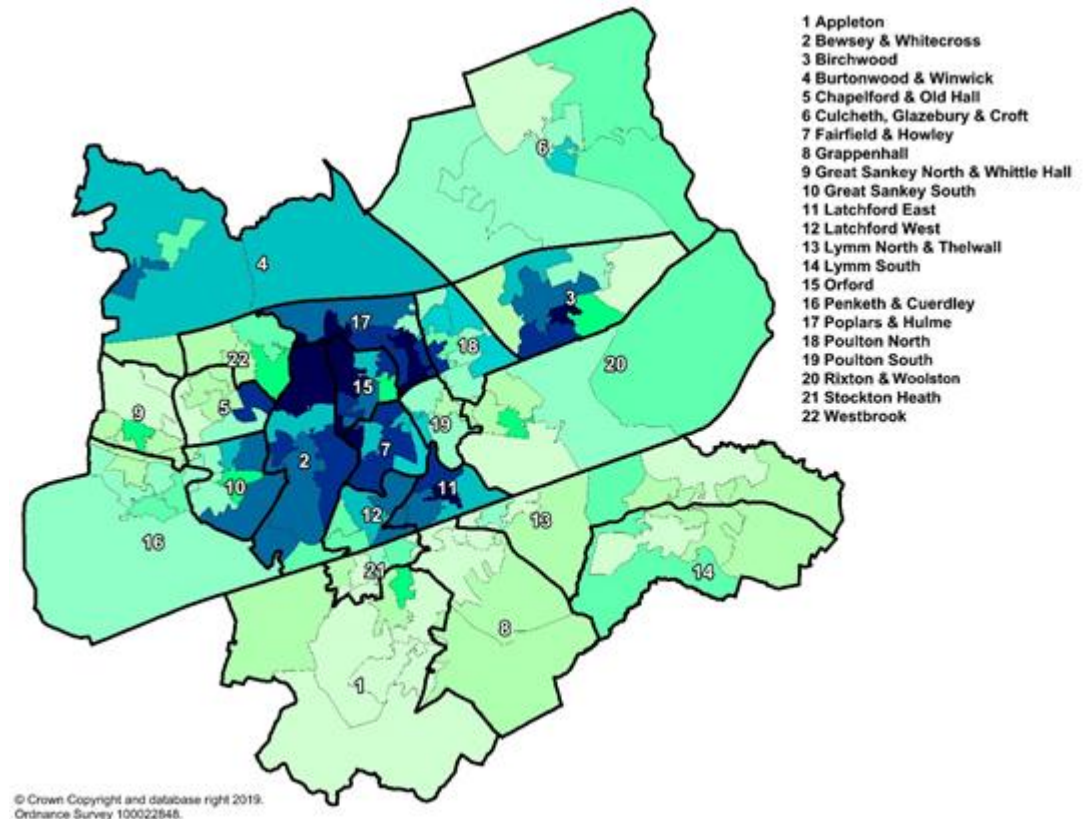 1 Appleton
2 Bewsey & Whitecross
3 Birchwood
4 Burtonwood & Winwick
5 Chapelford & Old Hall
6 Culcheth, Glazebury & Croft
7 Fairfield & Howley
8 Grappenhall
9 Great Sankey North & Whittle Hall
10 Great Sankey South
11 Latchford East
12 Latchford West
13 Lymm North & Thelwall
14 Lymm South
15 Orford
16 Penketh & Cuerdley
17 Poplars & Hulme
18 Poulton North
19 Poulton South
20 Rixton & Woolston
21 Stockton Heath
22 Westbrook
6
4
3
17
18
22
20
15
5
9
19
7
2
10
11
12
13
16
21
14
8
1
© Crown Copyright and database right 2019.
Ordnance Survey 100022848.